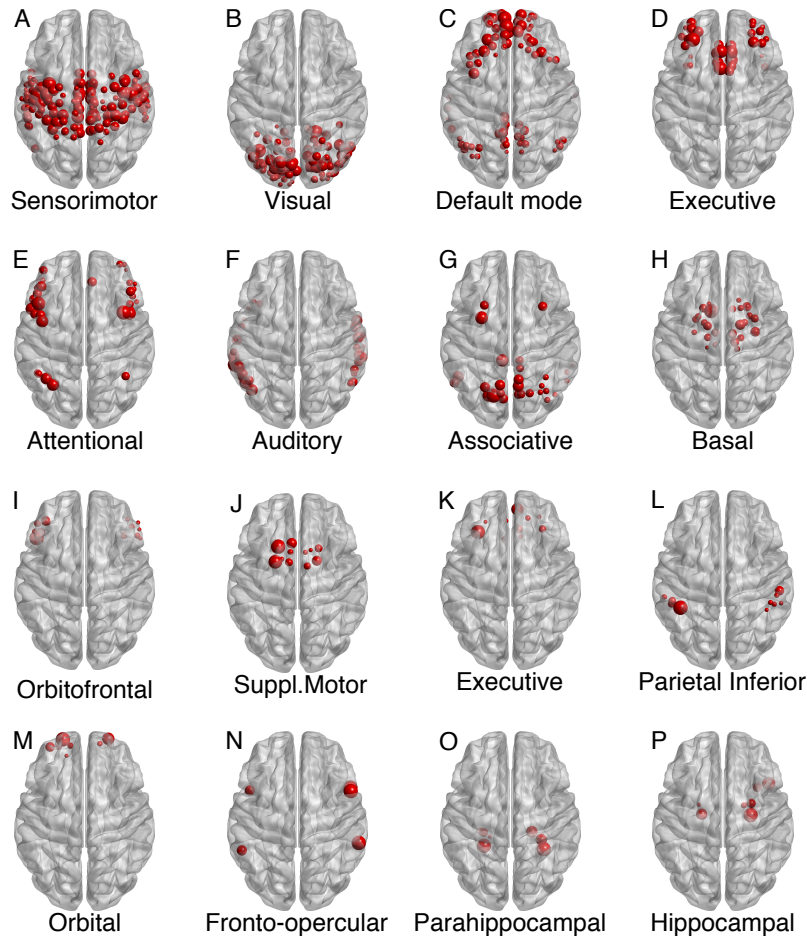 A B C D
Sensorimotor Visual Default mode Executive
E F G H
Attentional Auditory Associative Basal
I J K L
Orbitofrontal Suppl.Motor Executive Parietal Inferior
M N O P
Orbital Fronto-opercular Parahippocampal Hippocampal